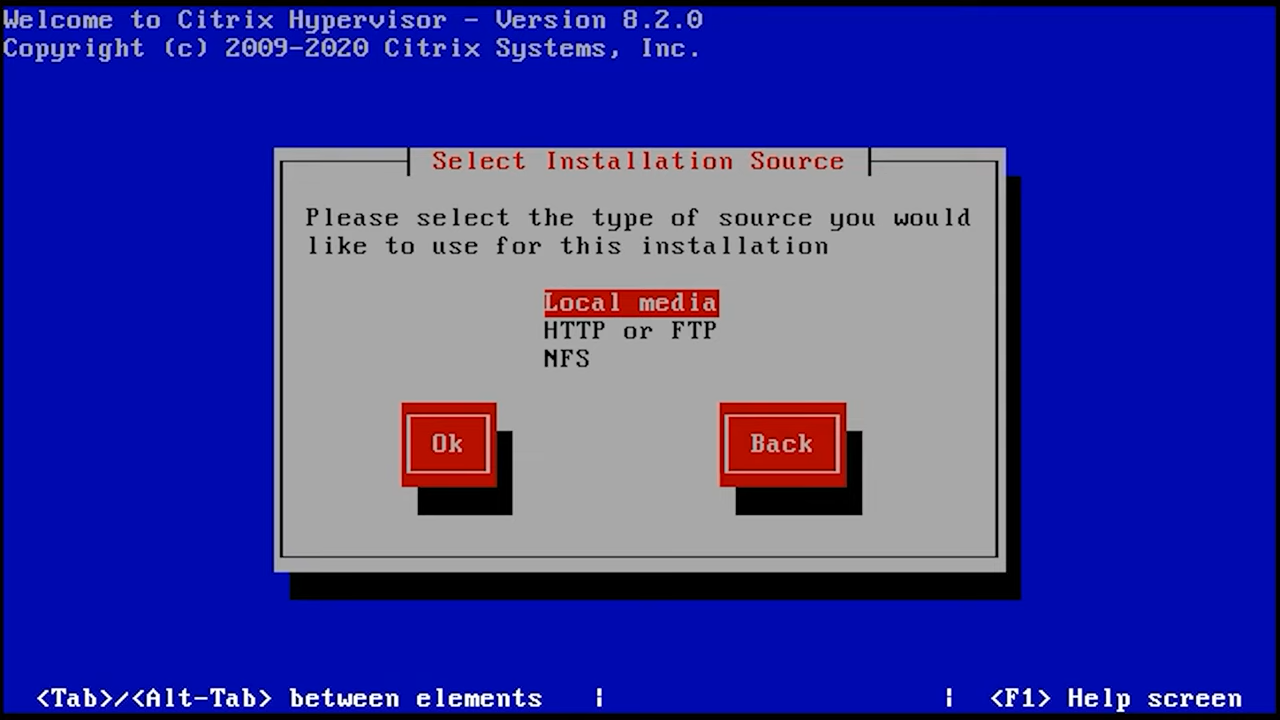 Welcome to Citrix Hypervisor - Version 8.2.0
Copyright (c) 2009-2020 Citrix Systems, Inc.
Select Installation Source
Please select the type of source you would
like to use for this installation
Local media
HTTP or FTP
NFS
Ok Back
<Tab>/<Alt-Tab> between elements | | <F1> Help screen